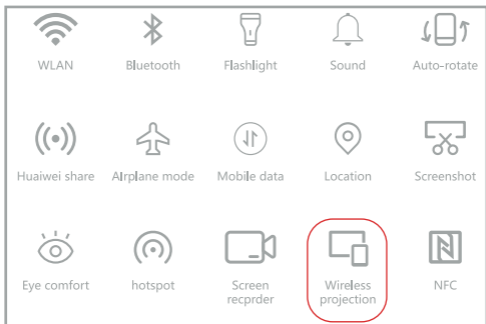 WLAN Bluetooth Flashlight Sound Auto-rotate
Huaiwei share Airplane mode Mobile data Location Screenshot
Eye comfort hotspot Screen recprder Wireless projection NFC